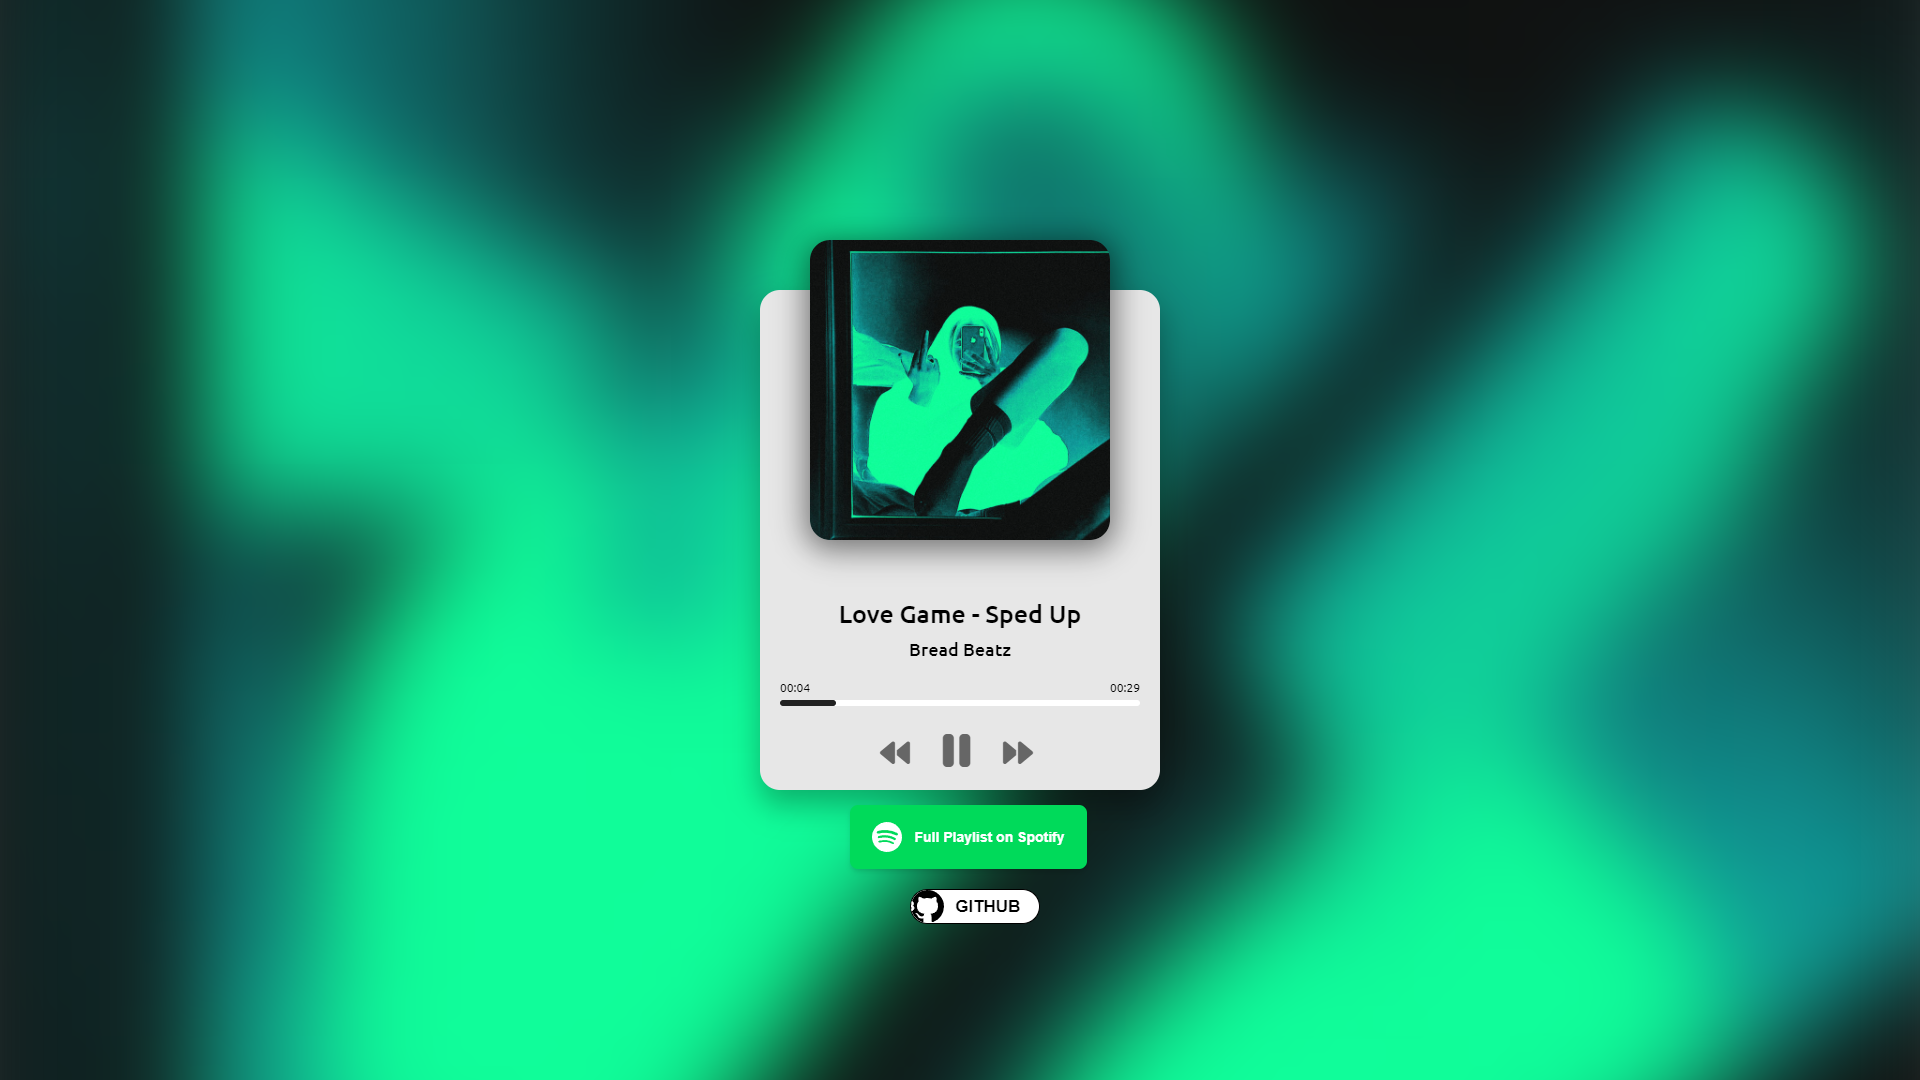 Love Game - Sped Up
Bread Beatz
00:04 00:29
Full Playlist on Spotify
GITHUB